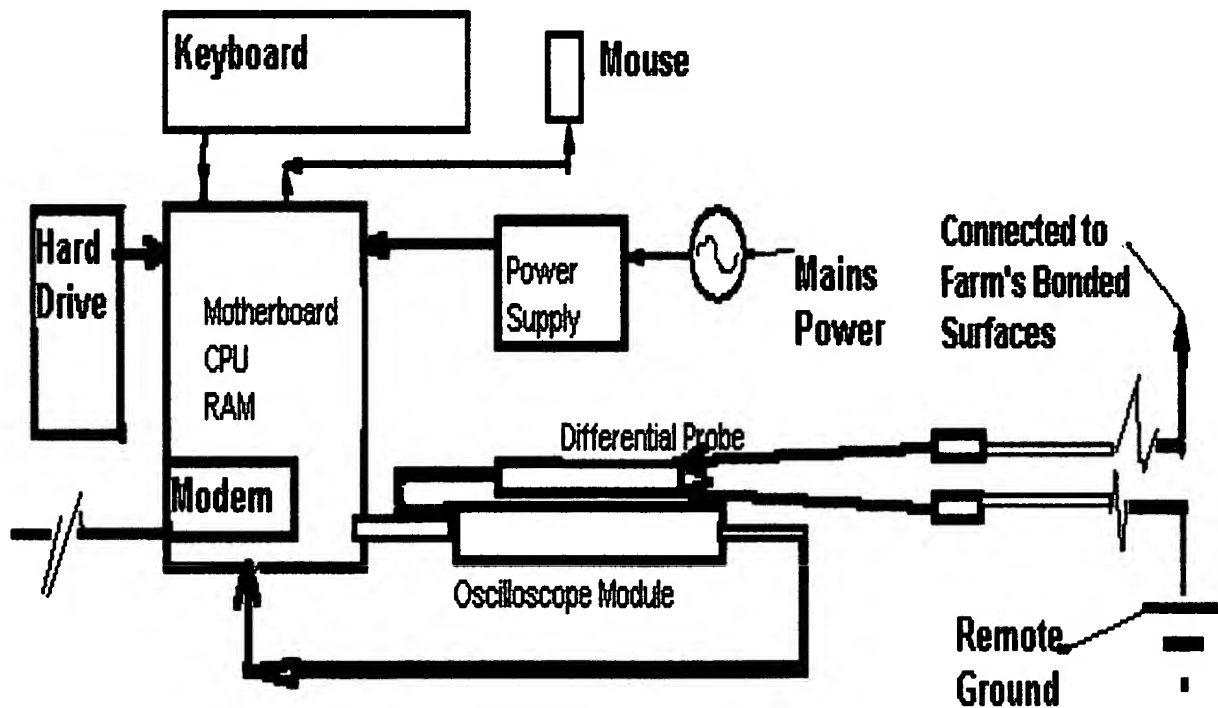 Keyboard
Mouse
Hard
Drive
Motherboard
CPU
RAM
Power
Supply
Mains
Power
Connected to
Farm's Bonded
Surfaces
Differential Probe
Modem
Oscilloscope Module
Remote
Ground